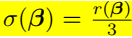 σ(β) = r(β)/3